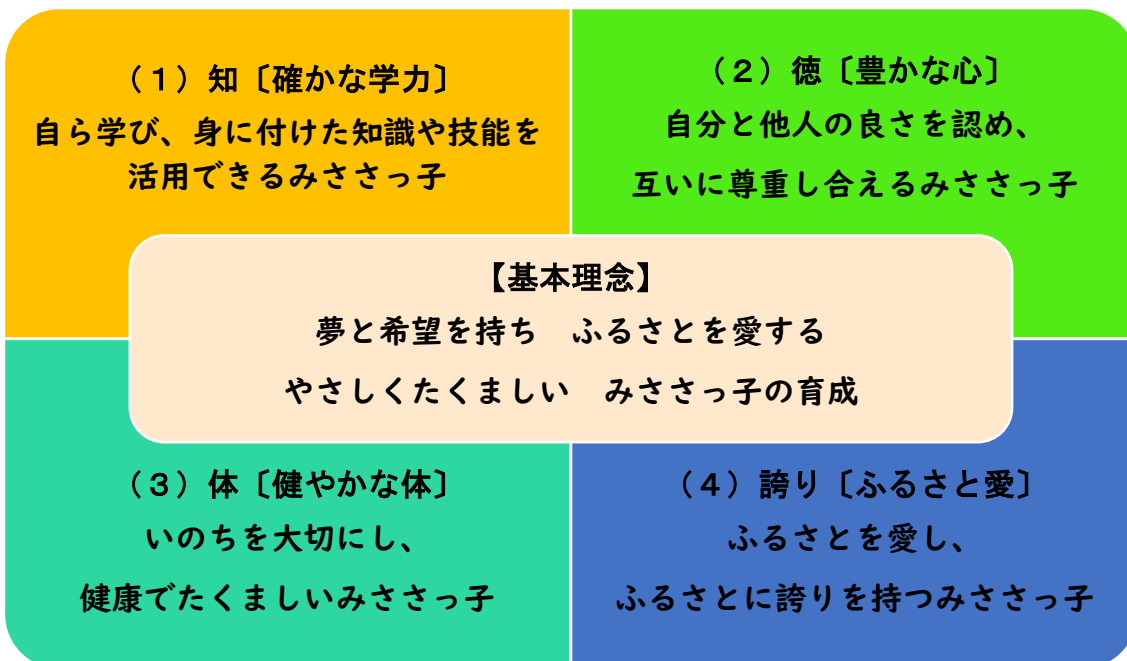 (1)知〔確かな学力〕
自ら学び、身に付けた知識や技能を
活用できるみささっ子
(2)徳〔豊かな心〕
自分と他人の良さを認め、
互いに尊重し合えるみささっ子
【基本理念】
夢と希望を持ち　ふるさとを愛する
やさしくたくましい　みささっ子の育成
(3)体〔健やかな体〕
いのちを大切にし、
健康でたくましいみささっ子
(4)誇り〔ふるさと愛〕
ふるさとを愛し、
ふるさとに誇りを持つみささっ子